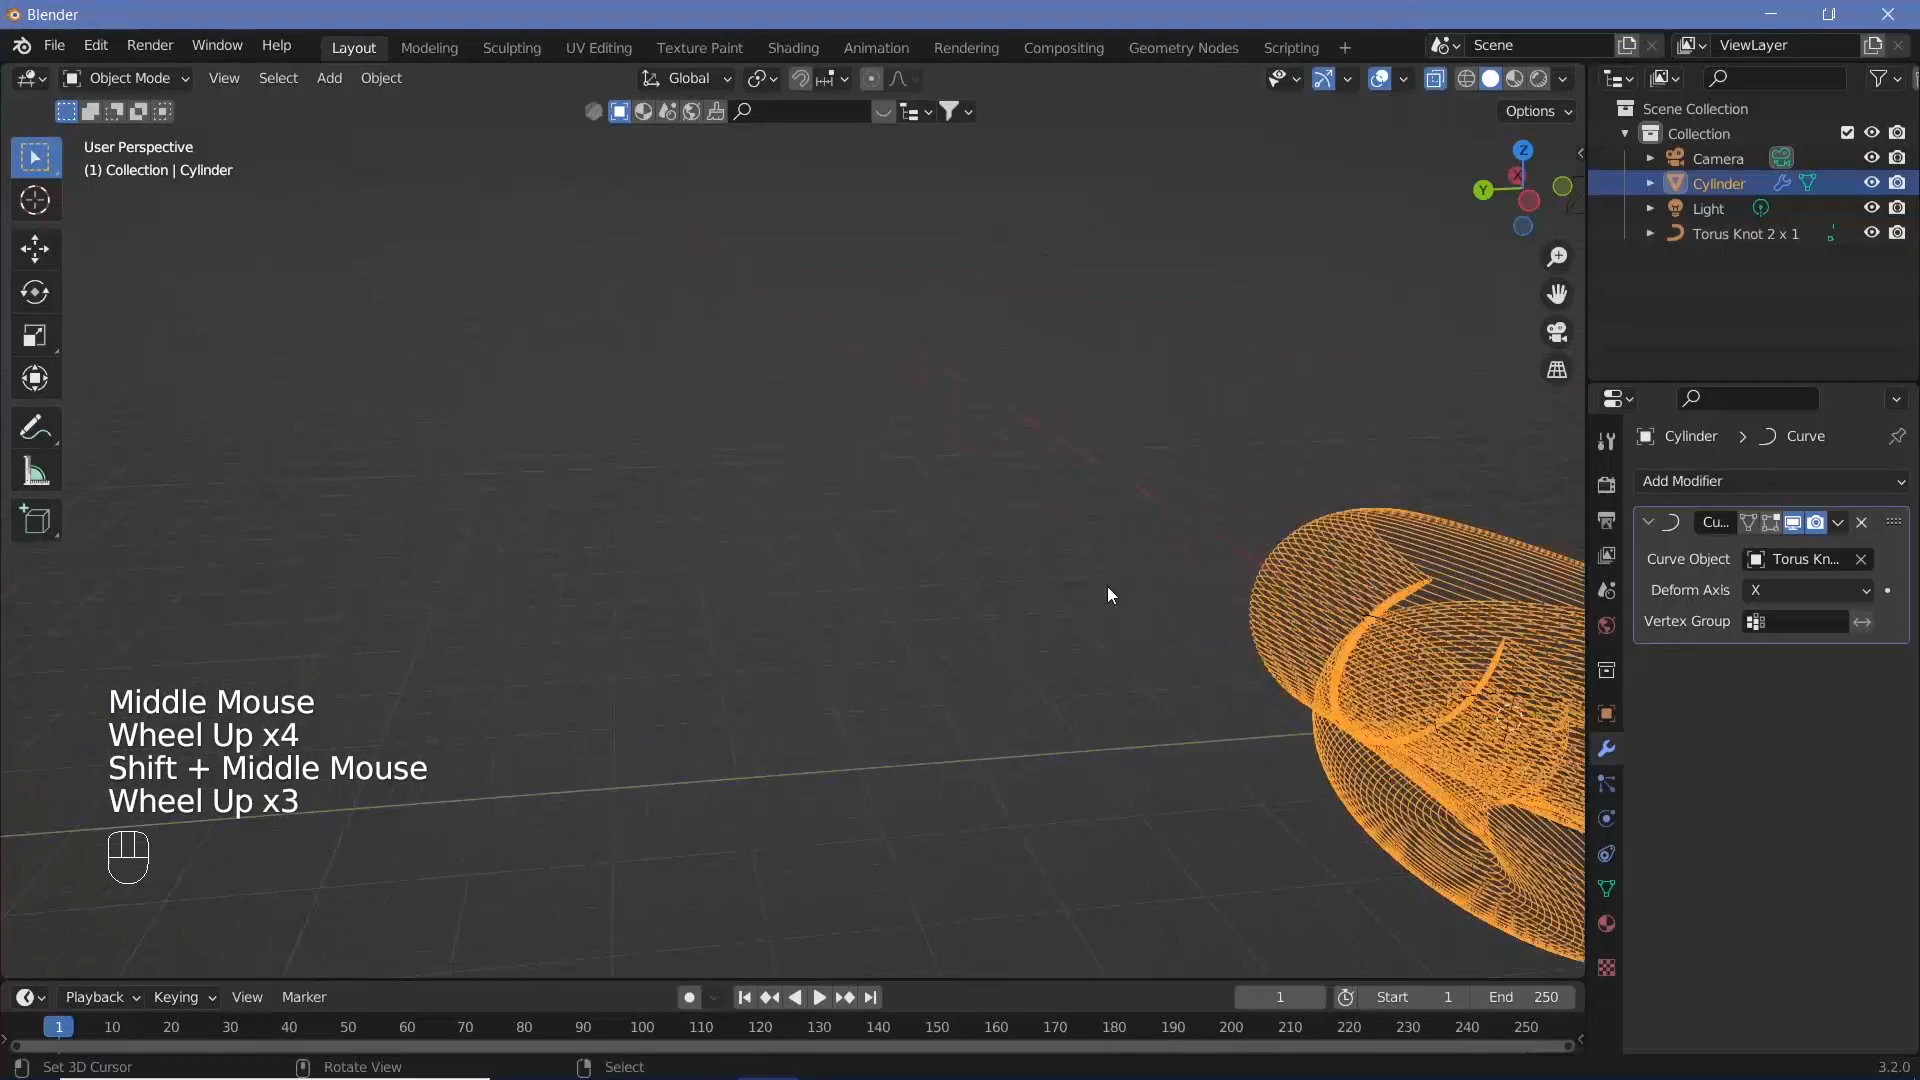 Blender
File Edit Render Window Help Layout Modeling Sculpting UV Editing Texture Paint Shading Animation Rendering Compositing Geometry Nodes Scripting + Scene ViewLayer
Object Mode View Select Add Object Global
Options
User Perspective
(1) Collection | Cylinder
Z
X
Y
Scene Collection
Collection
Camera
Cylinder
Light
Torus Knot 2 x 1
Cylinder > Curve
Add Modifier
Cu...
Curve Object Torus Kn...
Deform Axis X
Vertex Group
Middle Mouse
Wheel Up x4
Shift + Middle Mouse
Wheel Up x3
Playback Keying View Marker 1 Start 1 End 250
1 10 20 30 40 50 60 70 80 90 100 110 120 130 140 150 160 170 180 190 200 210 220 230 240 250
Set 3D Cursor Rotate View Select 3.2.0